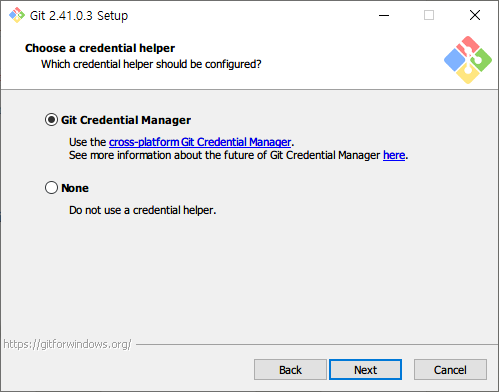 Git 2.41.0.3 Setup
Choose a credential helper
Which credential helper should be configured?
Git Credential Manager
Use the cross-platform Git Credential Manager.
See more information about the future of Git Credential Manager here.
None
Do not use a credential helper.
https://gitforwindows.org/
Back Next Cancel